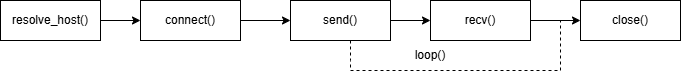 resolve_host()
connect()
send()
recv()
close()
loop()